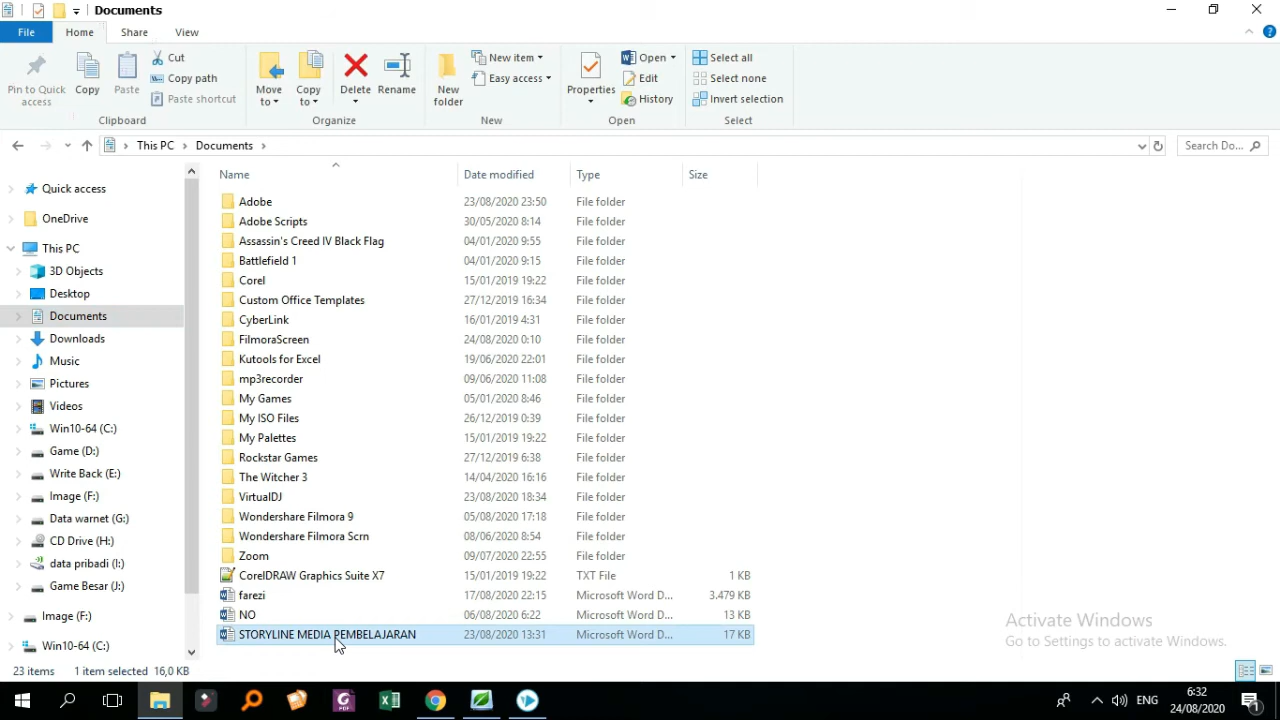 Documents
File Home Share View
Pin to Quick access
Copy
Paste
Cut
Copy path
Paste shortcut
Clipboard
Move to
Copy to
Delete
Rename
Organize
New folder
New item
Easy access
New
Properties
Open
Edit
History
Open
Select all
Select none
Invert selection
Select
This PC Documents
Search Do...
Quick access
OneDrive
This PC
3D Objects
Desktop
Documents
Downloads
Music
Pictures
Videos
Win10-64 (C:)
Game (D:)
Write Back (E:)
Image (F:)
Data warnet (G:)
CD Drive (H:)
data pribadi (I:)
Game Besar (J:)
Image (F:)
Win10-64 (C:)
Name Date modified Type Size
Adobe 23/08/2020 23:50 File folder
Adobe Scripts 30/05/2020 8:14 File folder
Assassin's Creed IV Black Flag 04/01/2020 9:55 File folder
Battlefield 1 04/01/2020 9:15 File folder
Corel 15/01/2019 19:22 File folder
Custom Office Templates 27/12/2019 16:34 File folder
CyberLink 16/01/2019 4:31 File folder
FilmoraScreen 24/08/2020 0:10 File folder
Kutools for Excel 19/06/2020 22:01 File folder
mp3recorder 09/06/2020 11:08 File folder
My Games 05/01/2020 8:46 File folder
My ISO Files 26/12/2019 0:39 File folder
My Palettes 15/01/2019 19:22 File folder
Rockstar Games 27/12/2019 6:38 File folder
The Witcher 3 14/04/2020 16:16 File folder
VirtualDJ 23/08/2020 18:34 File folder
Wondershare Filmora 9 05/08/2020 17:18 File folder
Wondershare Filmora Scrn 08/06/2020 8:54 File folder
Zoom 09/07/2020 22:55 File folder
CorelDRAW Graphics Suite X7 15/01/2019 19:22 TXT File 1 KB
farezi 17/08/2020 22:15 Microsoft Word D... 3.479 KB
NO 06/08/2020 6:22 Microsoft Word D... 13 KB
STORYLINE MEDIA PEMBELAJARAN 23/08/2020 13:31 Microsoft Word D... 17 KB
Activate Windows
Go to Settings to activate Windows.
23 items 1 item selected 16,0 KB
ENG
6:32
24/08/2020
1